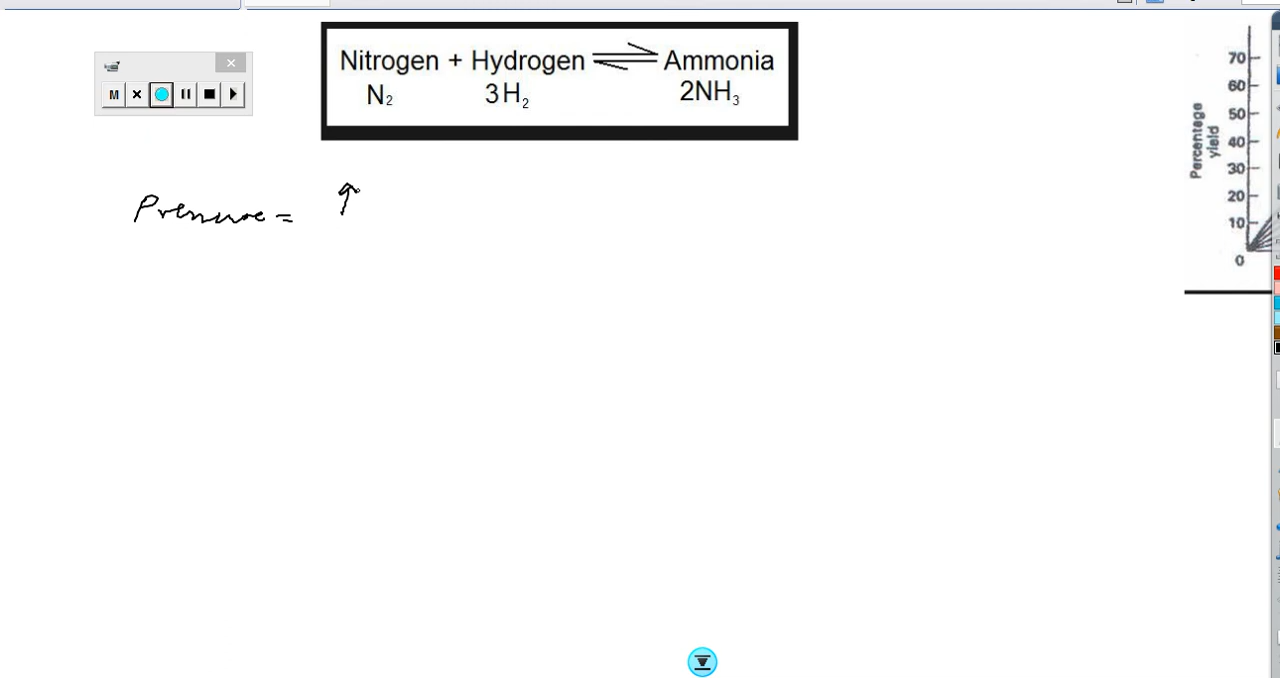 Nitrogen + Hydrogen ⇌ Ammonia
N₂ 3H₂ 2NH₃
M
Pressure = ↑
Percentage
yield
70
60
50
40
30
20
10
0